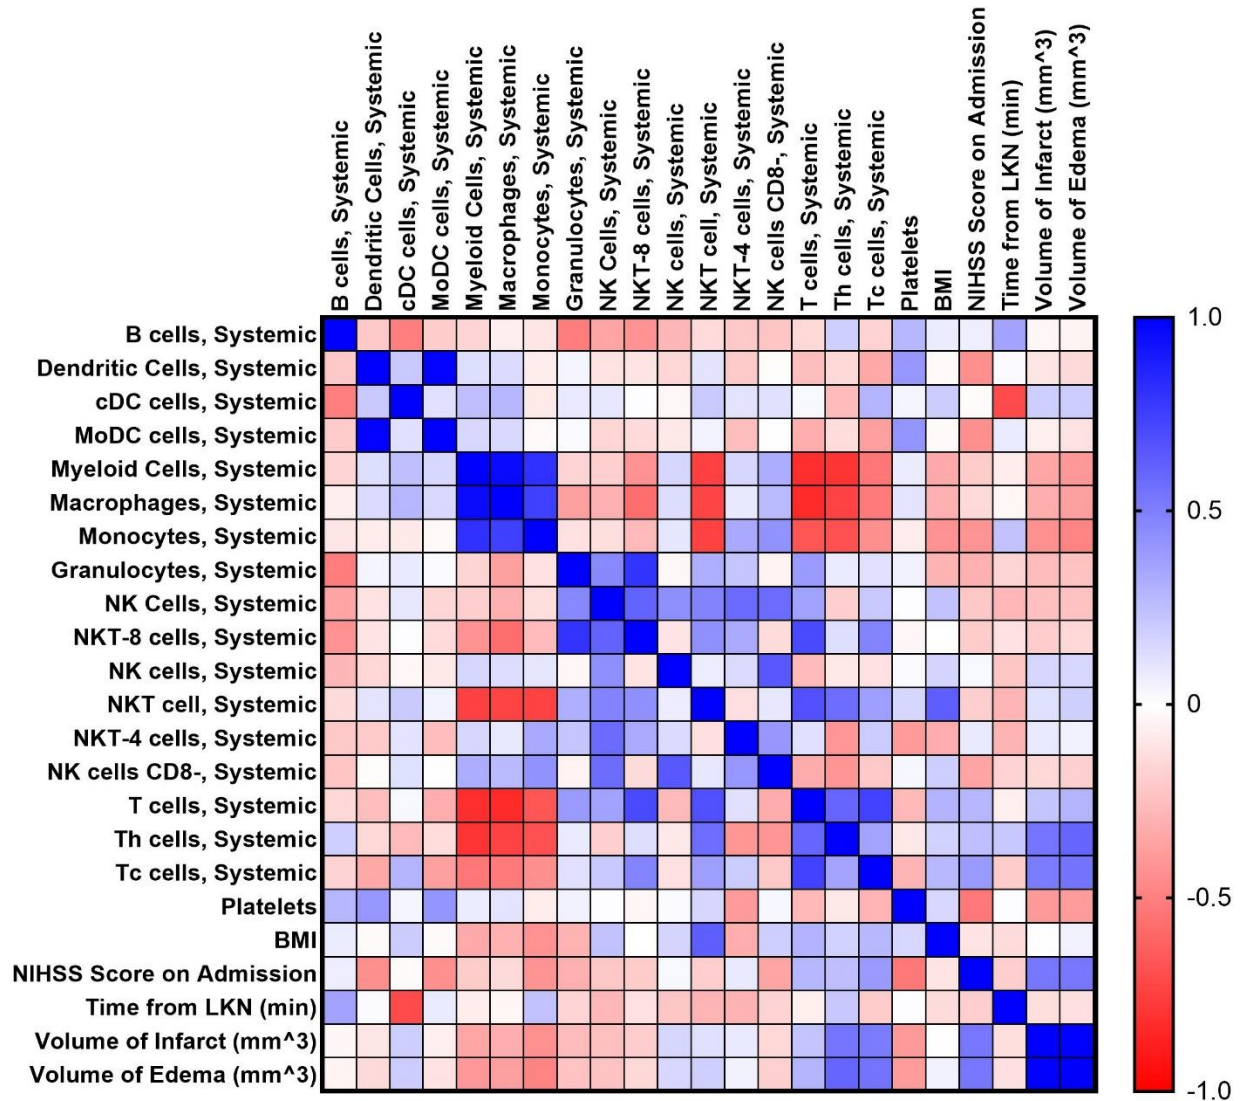 B cells, Systemic
Dendritic Cells, Systemic
cDC cells, Systemic
MoDC cells, Systemic
Myeloid Cells, Systemic
Macrophages, Systemic
Monocytes, Systemic
Granulocytes, Systemic
NK Cells, Systemic
NKT-8 cells, Systemic
NK cells, Systemic
NKT cell, Systemic
NKT-4 cells, Systemic
NK cells CD8-, Systemic
T cells, Systemic
Th cells, Systemic
Tc cells, Systemic
Platelets
BMI
NIHSS Score on Admission
Time from LKN (min)
Volume of Infarct (mm^3)
Volume of Edema (mm^3)
B cells, Systemic
Dendritic Cells, Systemic
cDC cells, Systemic
MoDC cells, Systemic
Myeloid Cells, Systemic
Macrophages, Systemic
Monocytes, Systemic
Granulocytes, Systemic
NK Cells, Systemic
NKT-8 cells, Systemic
NK cells, Systemic
NKT cell, Systemic
NKT-4 cells, Systemic
NK cells CD8-, Systemic
T cells, Systemic
Th cells, Systemic
Tc cells, Systemic
Platelets
BMI
NIHSS Score on Admission
Time from LKN (min)
Volume of Infarct (mm^3)
Volume of Edema (mm^3)
1.0
0.5
0
-0.5
-1.0